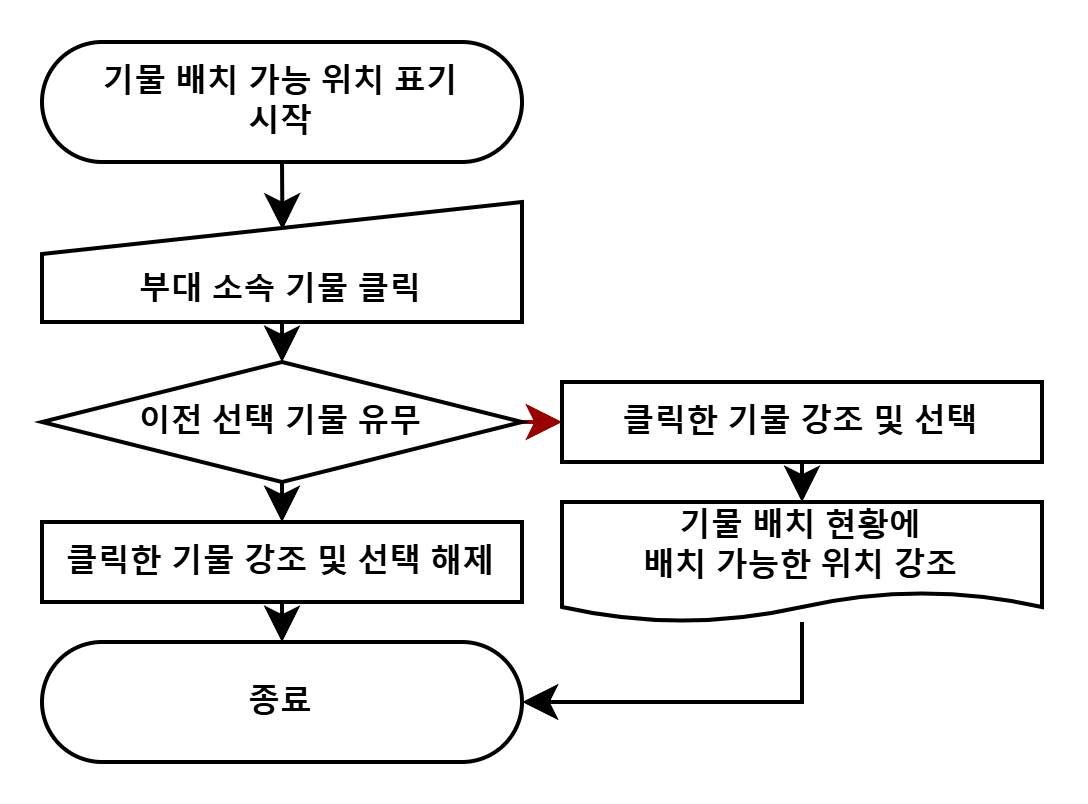 기물 배치 가능 위치 표기
시작
부대 소속 기물 클릭
이전 선택 기물 유무
클릭한 기물 강조 및 선택
클릭한 기물 강조 및 선택 해제
기물 배치 현황에
배치 가능한 위치 강조
종료